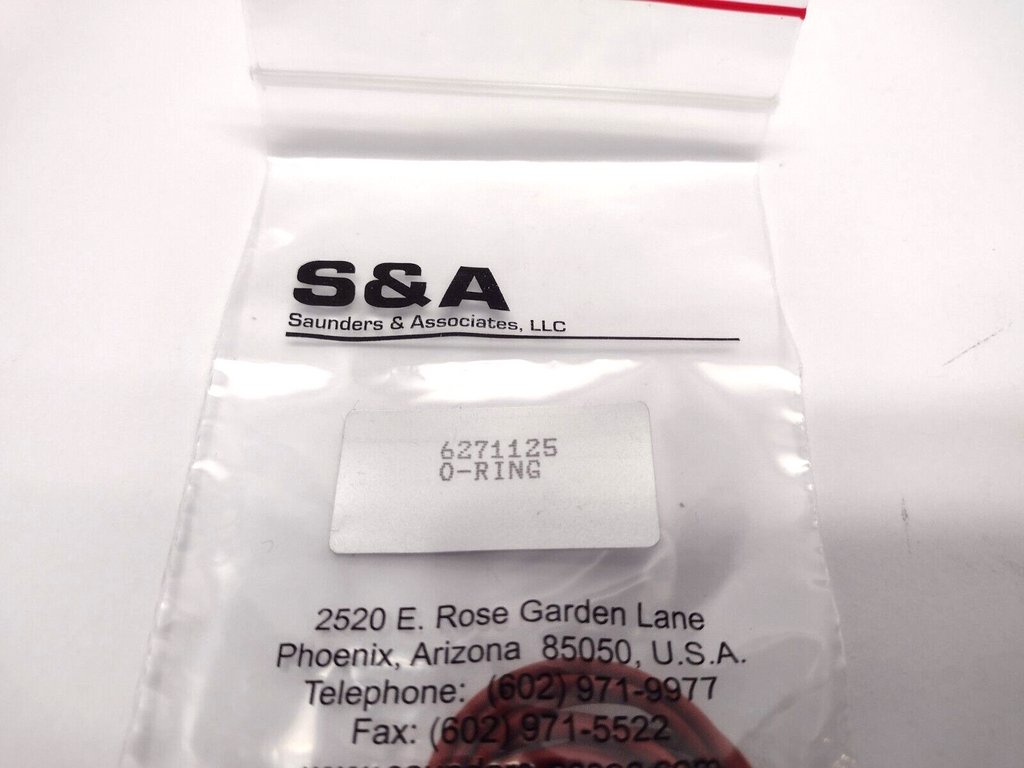 S&A
Saunders & Associates, LLC
6271125
O-RING
2520 E. Rose Garden Lane
Phoenix, Arizona 85050, U.S.A.
Telephone: (602) 971-9977
Fax: (602) 971-5522